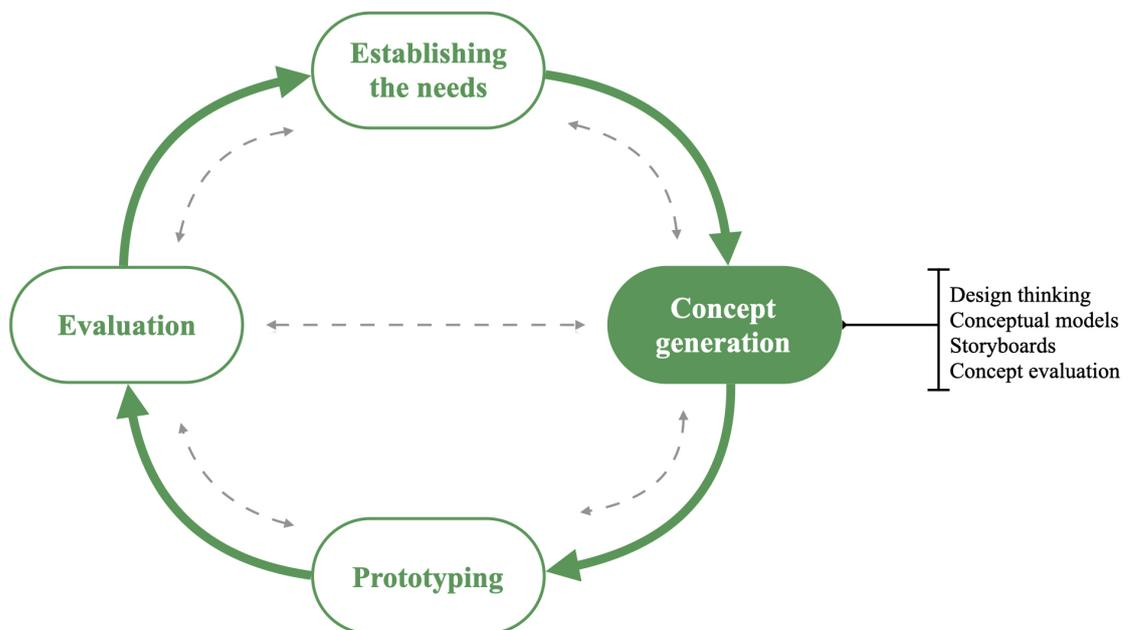 Establishing
the needs
Evaluation
Concept
generation
Design thinking
Conceptual models
Storyboards
Concept evaluation
Prototyping